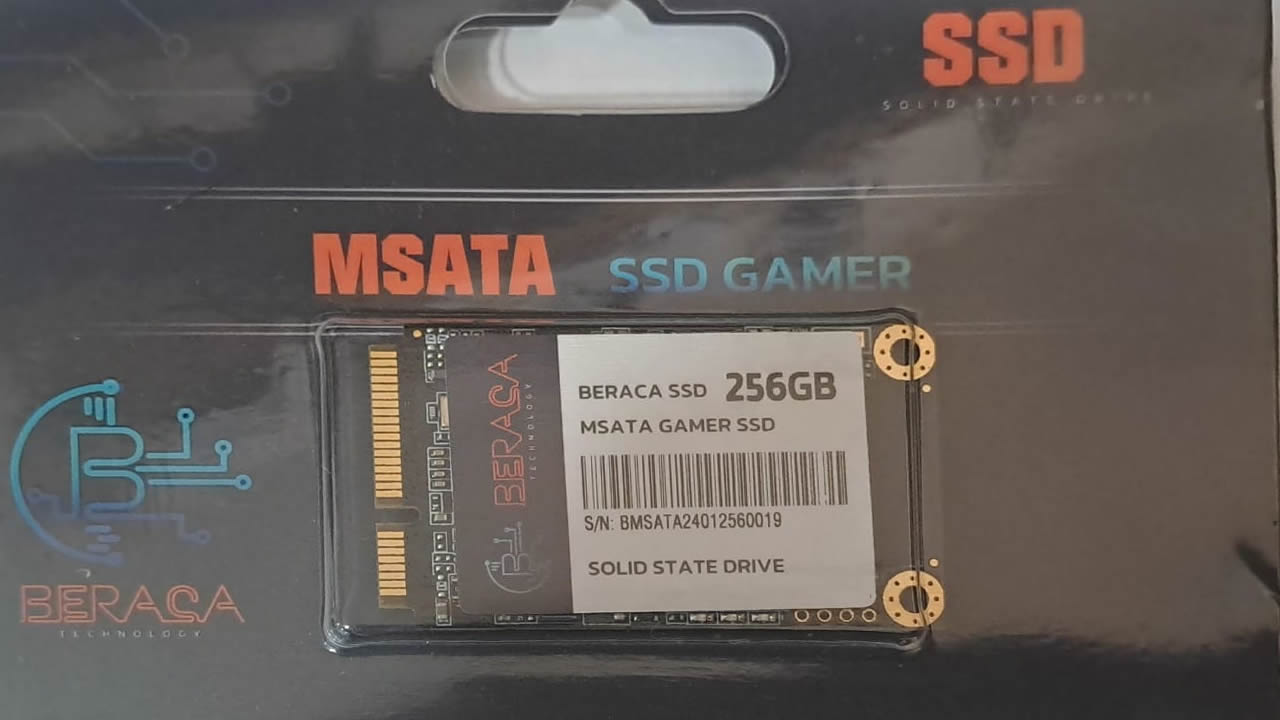 SSD
SOLID STATE DRIVE
MSATA SSD GAMER
BERACA SSD 256GB
MSATA GAMER SSD
S/N: BMSATA24012560019
SOLID STATE DRIVE
BERACA
TECHNOLOGY
BERACA
TECHNOLOGY